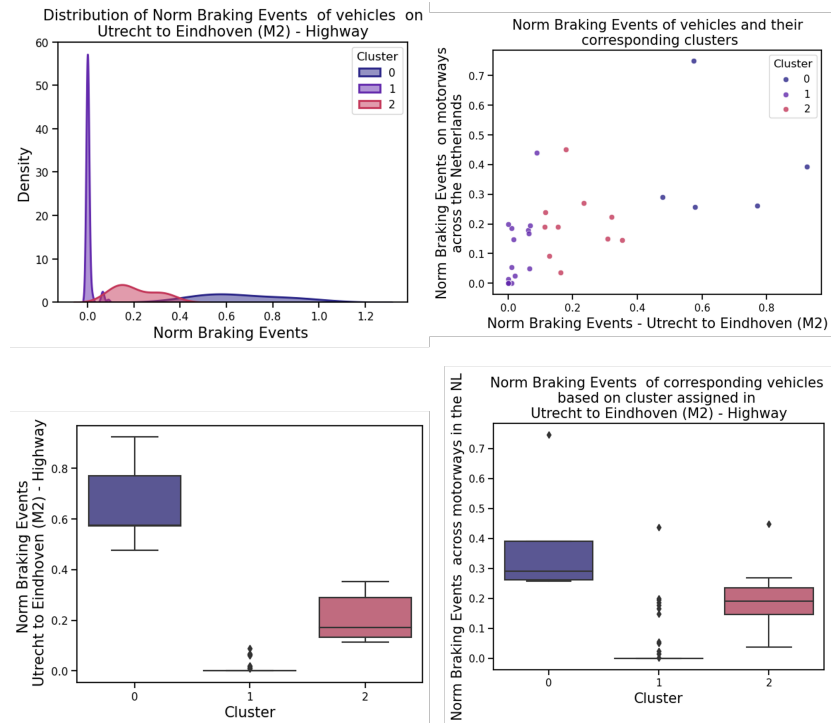 Distribution of Norm Braking Events of vehicles on
Utrecht to Eindhoven (M2) - Highway
60
50
40
30
20
10
0
Density
0.0 0.2 0.4 0.6 0.8 1.0 1.2
Norm Braking Events
Cluster
0
1
2
Norm Braking Events of vehicles and their
corresponding clusters
0.7
0.6
0.5
0.4
0.3
0.2
0.1
0.0
Norm Braking Events on motorways
across the Netherlands
0.0 0.2 0.4 0.6 0.8
Norm Braking Events - Utrecht to Eindhoven (M2)
Cluster
0
1
2
0.8
0.6
0.4
0.2
0.0
Norm Braking Events
Utrecht to Eindhoven (M2) - Highway
0 1 2
Cluster
Norm Braking Events of corresponding vehicles
based on cluster assigned in
Utrecht to Eindhoven (M2) - Highway
0.7
0.6
0.5
0.4
0.3
0.2
0.1
0.0
Norm Braking Events across motorways in the NL
0 1 2
Cluster